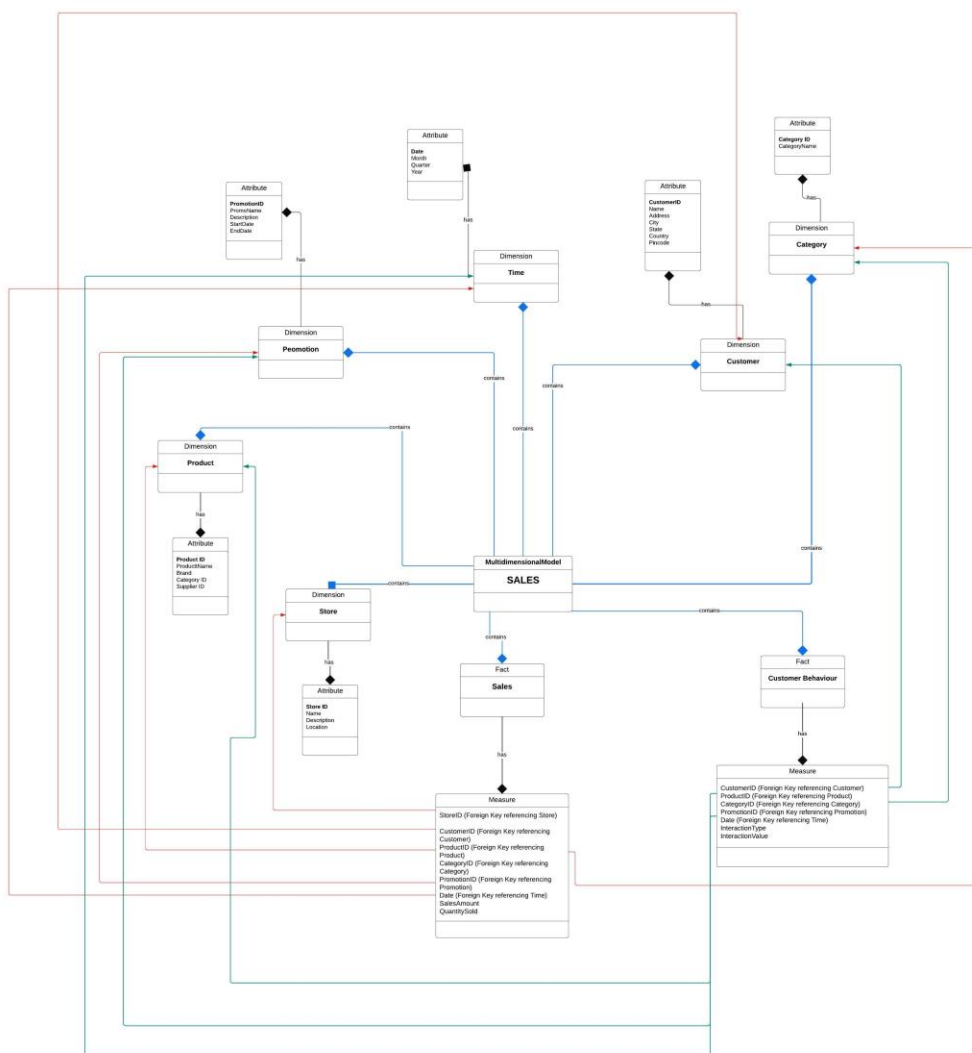 Attribute
Category ID
CategoryName
Attribute
Date
Month
Quarter
Year
has
Attribute
PromotionID
PromsName
Description
StartDate
EndDate
has
Attribute
CustomerID
Name
Address
City
State
Country
Pincode
has
has
Dimension
Category
Dimension
Time
Dimension
Peomotion
Dimension
Customer
contains
contains
contains
contains
Dimension
Product
has
Attribute
Product ID
ProductName
Brand
Category ID
Supplier ID
contains
MultidimensionalModel
SALES
contains
Dimension
Store
has
Attribute
Store ID
Name
Description
Location
contains
Fact
Sales
has
contains
Fact
Customer Behaviour
has
Measure
CustomerID (Foreign Key referencing Customer)
ProductID (Foreign Key referencing Product)
CategoryID (Foreign Key referencing Category)
PromotionID (Foreign Key referencing Promotion)
Date (Foreign Key referencing Time)
InteractionType
InteractionValue
Measure
StoreID (Foreign Key referencing Store)
CustomerID (Foreign Key referencing
Customer)
ProductID (Foreign Key referencing
Product)
CategoryID (Foreign Key referencing
Category)
PromotionID (Foreign Key referencing
Promotion)
Date (Foreign Key referencing Time)
SalesAmount
QuantitySold